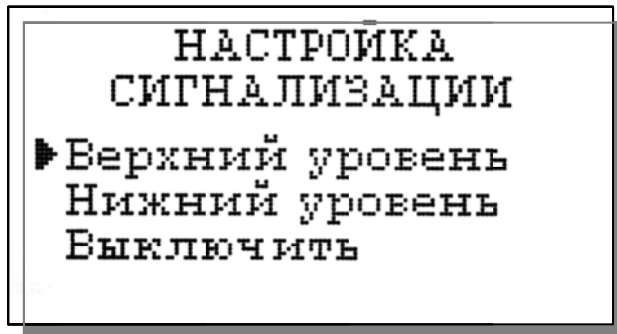 НАСТРОЙКА
СИГНАЛИЗАЦИИ
Верхний уровень
Нижний уровень
Выключить